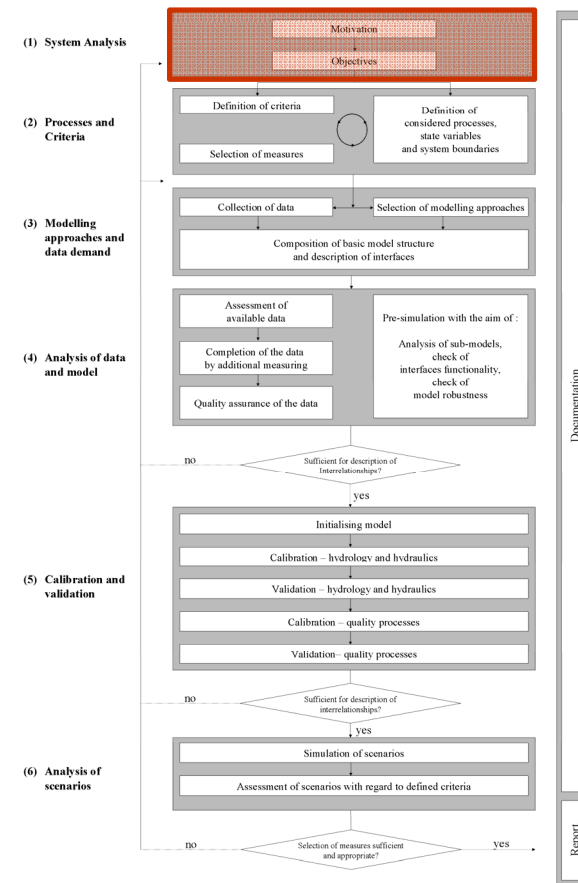 (1) System Analysis
Motivation
Objectives
(2) Processes and
Criteria
Definition of criteria
Selection of measures
Definition of
considered processes,
state variables
and system boundaries
(3) Modelling
approaches and
data demand
Collection of data
Selection of modelling approaches
Composition of basic model structure
and description of interfaces
(4) Analysis of data
and model
Assessment of
available data
Completion of the data
by additional measuring
Quality assurance of the data
Pre-simulation with the aim of :
Analysis of sub-models,
check of
interfaces functionality,
check of
model robustness
no
Sufficient for description of
Interrelationships?
yes
(5) Calibration and
validation
Initialising model
Calibration – hydrology and hydraulics
Validation – hydrology and hydraulics
Calibration – quality processes
Validation– quality processes
no
Sufficient for description of
interrelationships?
yes
(6) Analysis of
scenarios
Simulation of scenarios
Assessment of scenarios with regard to defined criteria
no
Selection of measures sufficient
and appropriate?
yes
Documentation
Report